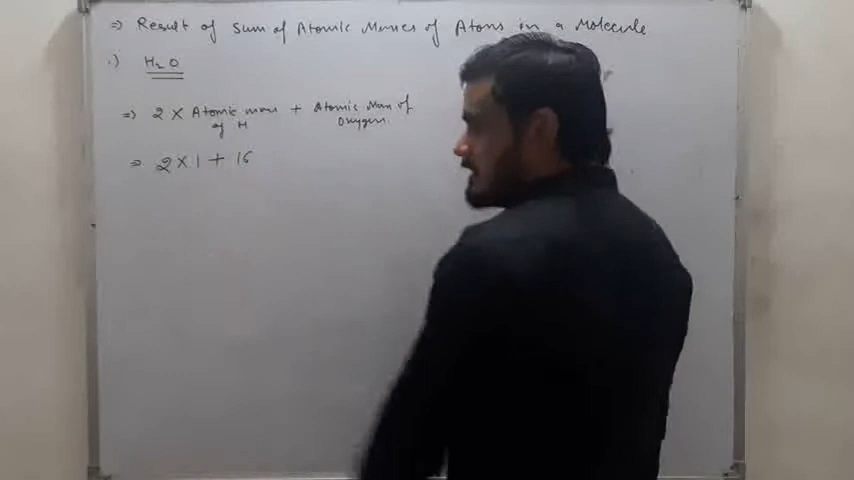 ⇒ Result of Sum of Atomic Masses of Atoms in a Molecule
.) H₂O
⇒ 2 × Atomic mass of H + Atomic Mass of Oxygen.
⇒ 2 × 1 + 16